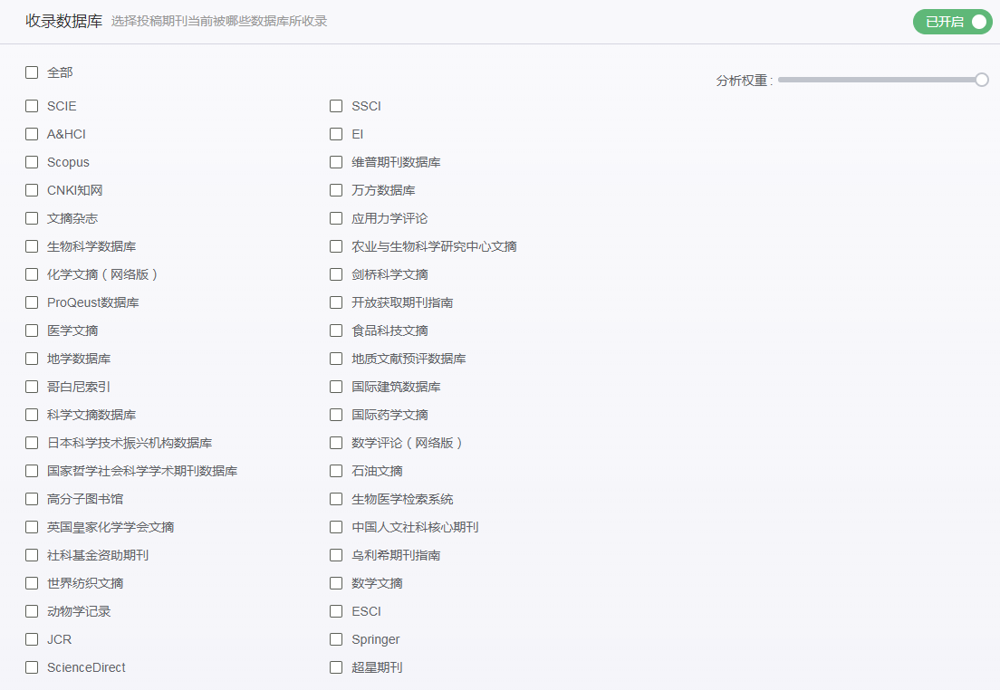 收录数据库 选择投稿期刊当前被哪些数据库所收录 已开启
全部
分析权重 :
SCIE SSCI
A&HCI EI
Scopus 维普期刊数据库
CNKI知网 万方数据库
文摘杂志 应用力学评论
生物科学数据库 农业与生物科学研究中心文摘
化学文摘（网络版） 剑桥科学文摘
ProQeust数据库 开放获取期刊指南
医学文摘 食品科技文摘
地学数据库 地质文献预评数据库
哥白尼索引 国际建筑数据库
科学文摘数据库 国际药学文摘
日本科学技术振兴机构数据库 数学评论（网络版）
国家哲学社会科学学术期刊数据库 石油文摘
高分子图书馆 生物医学检索系统
英国皇家化学学会文摘 中国人文社科核心期刊
社科基金资助期刊 乌利希期刊指南
世界纺织文摘 数学文摘
动物学记录 ESCI
JCR Springer
ScienceDirect 超星期刊